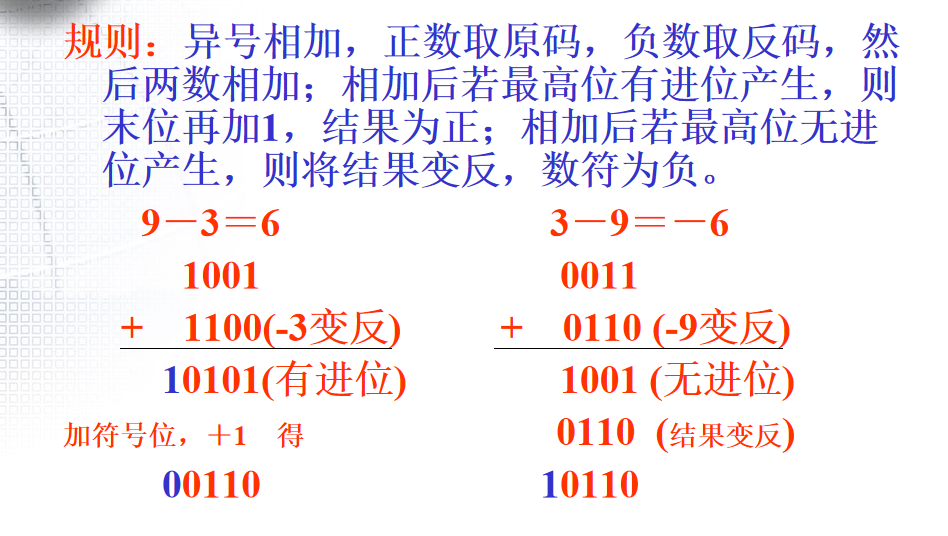 规则：异号相加，正数取原码，负数取反码，然
后两数相加；相加后若最高位有进位产生，则
末位再加1，结果为正；相加后若最高位无进
位产生，则将结果变反，数符为负。
9－3＝6
1001
+ 1100(-3变反)
10101(有进位)
加符号位，＋1 得
00110
3－9＝－6
0011
+ 0110 (-9变反)
1001 (无进位)
0110 (结果变反)
10110